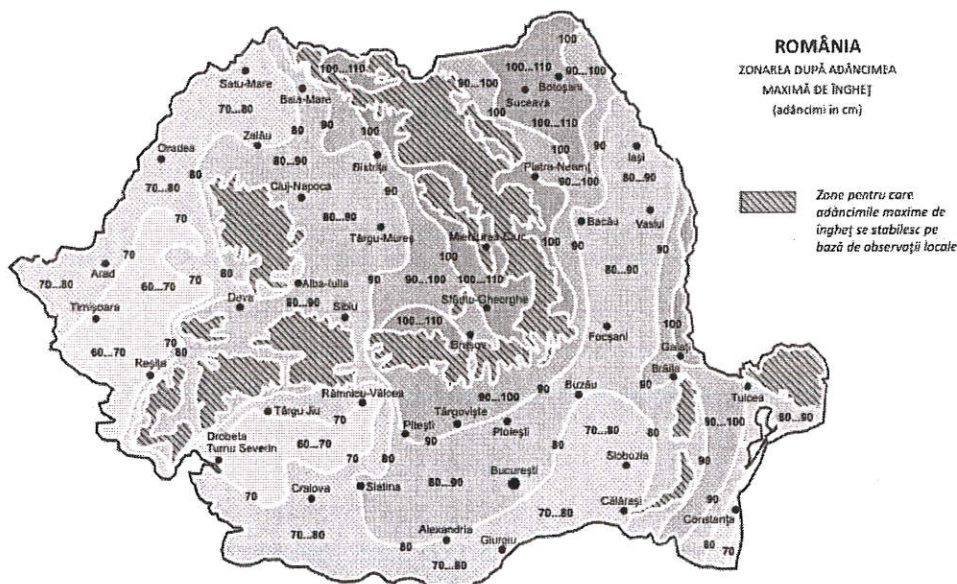 ROMÂNIA
ZONAREA DUPĂ ADÂNCIMEA
MAXIMĂ DE ÎNGHEȚ
(adâncimi în cm)
Zone pentru care
adâncimile maxime de
îngheț se stabilesc pe
bază de observații locale
100
100...110
100...110
90...100
90...100
Satu-Mare
Baia-Mare
Botoșani
Suceava
70...80
80
90
100
100
100...110
Zalău
Oradea
80...90
Bistrița
100
90
Iași
Piatra-Neamț
90...100
80...90
70...80
Cluj-Napoca
90
70
80...90
Târgu-Mureș
Miercurea-Ciuc
100
Bacău
Vaslui
90
80
Arad
70
70
100
80...90
70...80
60...70
80
Alba-Iulia
90
90...100
100...110
Deva
80...90
Sibiu
Sfântu-Gheorghe
Timișoara
100...110
Focșani
100
70
Brașov
60...70
80
Galați
Reșița
Brăila
90
90
Buzău
Râmnicu-Vâlcea
90...100
Tulcea
Târgu Jiu
70
Târgoviște
80...90
Pitești
Ploiești
70...80
80
90...100
60...70
90
80
Drobeta
Turnu Severin
70
80
Slobozia
București
90
70
Craiova
Slatina
80...90
Călărași
90
Constanța
70...80
Alexandria
70...80
80
Giurgiu
80
70
70...80